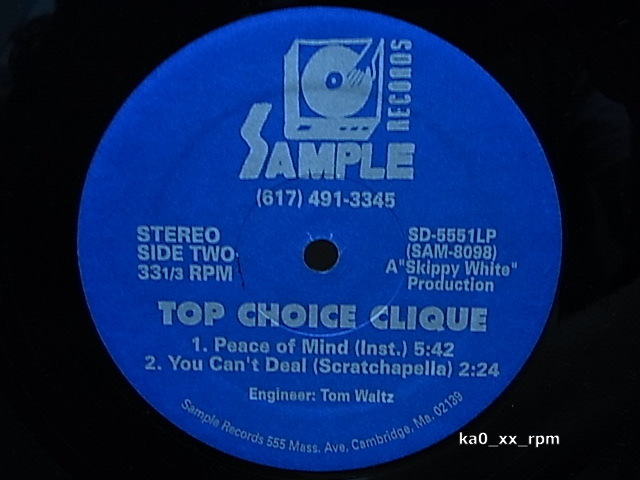 SAMPLE
RECORDS
(617) 491-3345
STEREO
SIDE TWO
33 1/3 RPM
SD-5551LP
(SAM-8098)
A "Skippy White"
Production
TOP CHOICE CLIQUE
1. Peace of Mind (Inst.) 5:42
2. You Can't Deal (Scratchapella) 2:24
Engineer: Tom Waltz
Sample Records 555 Mass. Ave, Cambridge, Ma. 02139
ka0_xx_rpm